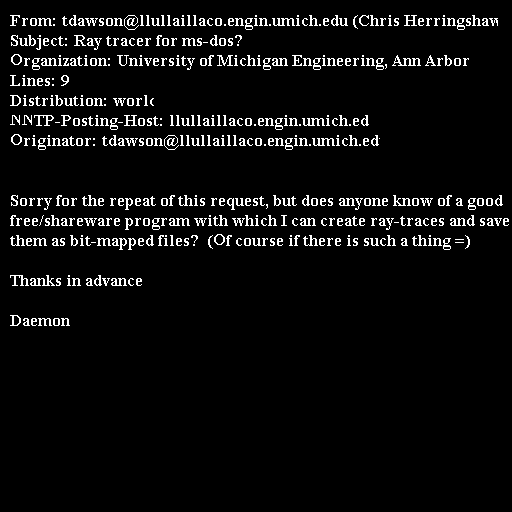 From: tdawson@llullaillaco.engin.umich.edu (Chris Herringshaw
Subject: Ray tracer for ms-dos?
Organization: University of Michigan Engineering, Ann Arbor
Lines: 9
Distribution: world
NNTP-Posting-Host: llullaillaco.engin.umich.ed
Originator: tdawson@llullaillaco.engin.umich.ed
Sorry for the repeat of this request, but does anyone know of a good
free/shareware program with which I can create ray-traces and save
them as bit-mapped files?  (Of course if there is such a thing =)
Thanks in advance
Daemon